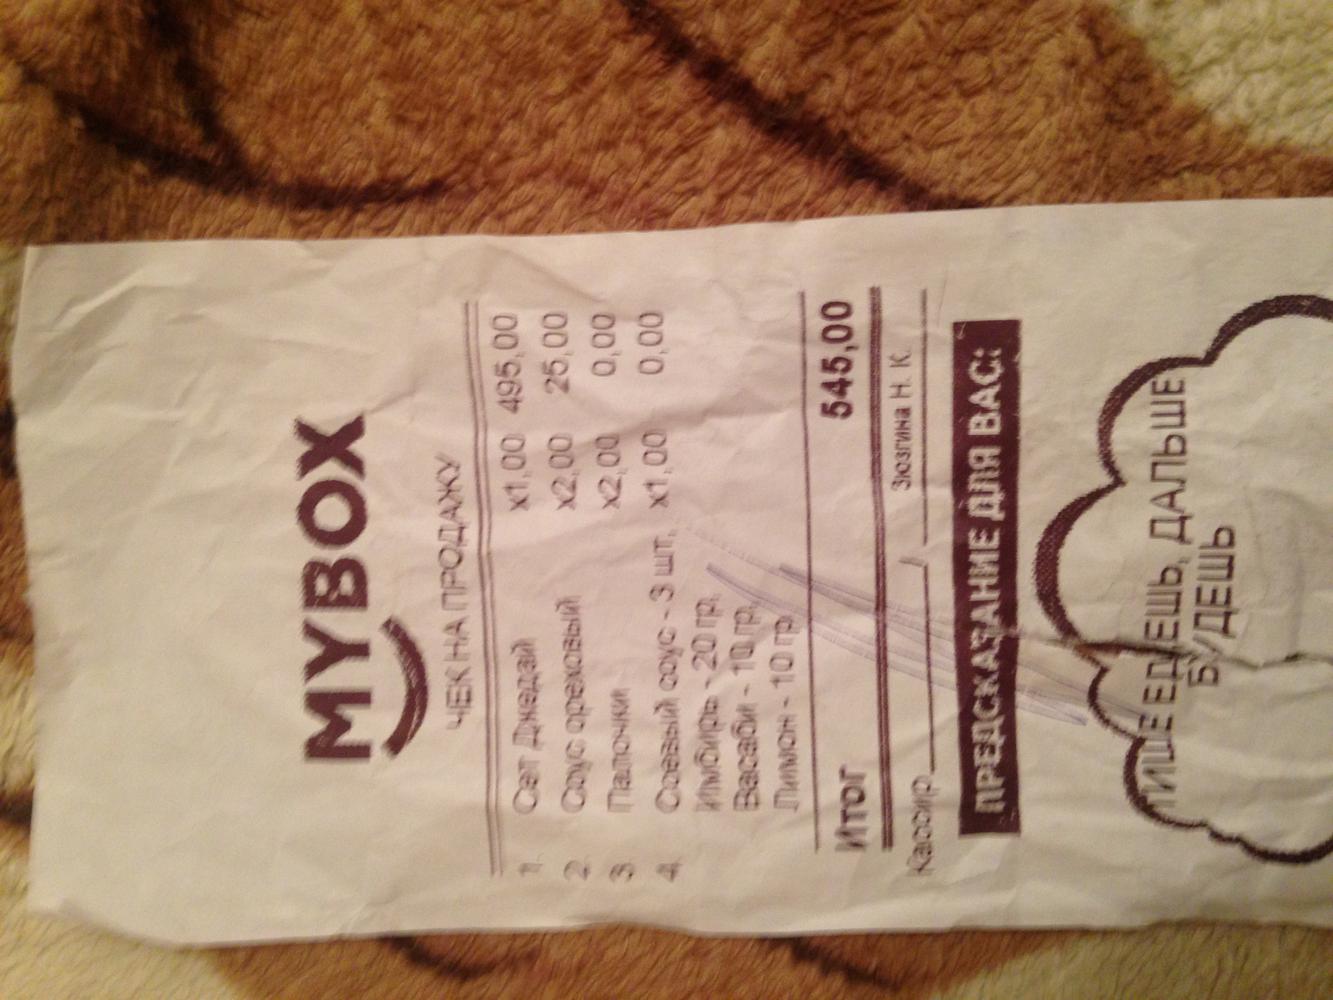 MYBOX
ЧЕК НА ПРОДАЖУ
1. Сет Джедай x1,00 495,00
2. Соус ореховый x2,00 25,00
3. Палочки x2,00 0,00
4. Соевый соус - 3 шт, x1,00 0,00
Имбирь - 20 гр,
Васаби - 10 гр,
Лимон - 10 гр
Итог 545,00
Кассир / Зюзгина Н. К.
ПРЕДСКАЗАНИЕ ДЛЯ ВАС:
ТИШЕ ЕДЕШЬ, ДАЛЬШЕ
БУДЕШЬ